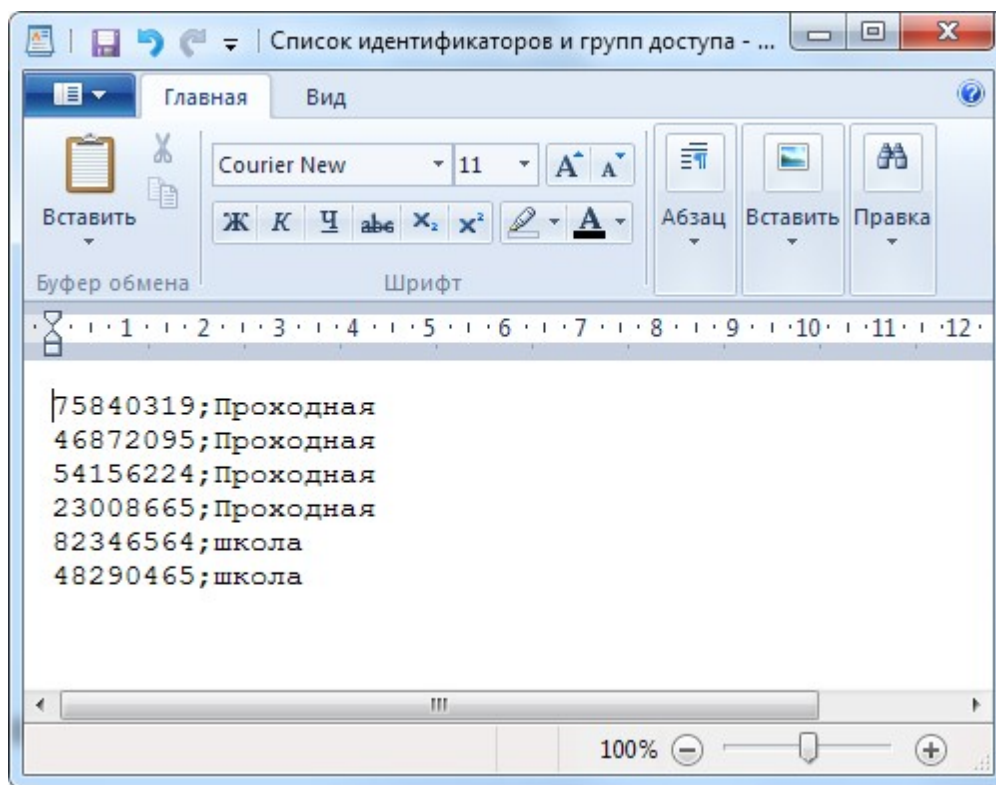 Список идентификаторов и групп доступа - ...
Главная Вид
Вставить
Буфер обмена
Courier New 11 A A
Ж К Ч abc X₂ X² A
Шрифт
Абзац
Вставить
Правка
1 2 3 4 5 6 7 8 9 10 11 12
75840319;Проходная
46872095;Проходная
54156224;Проходная
23008665;Проходная
82346564;школа
48290465;школа
100%